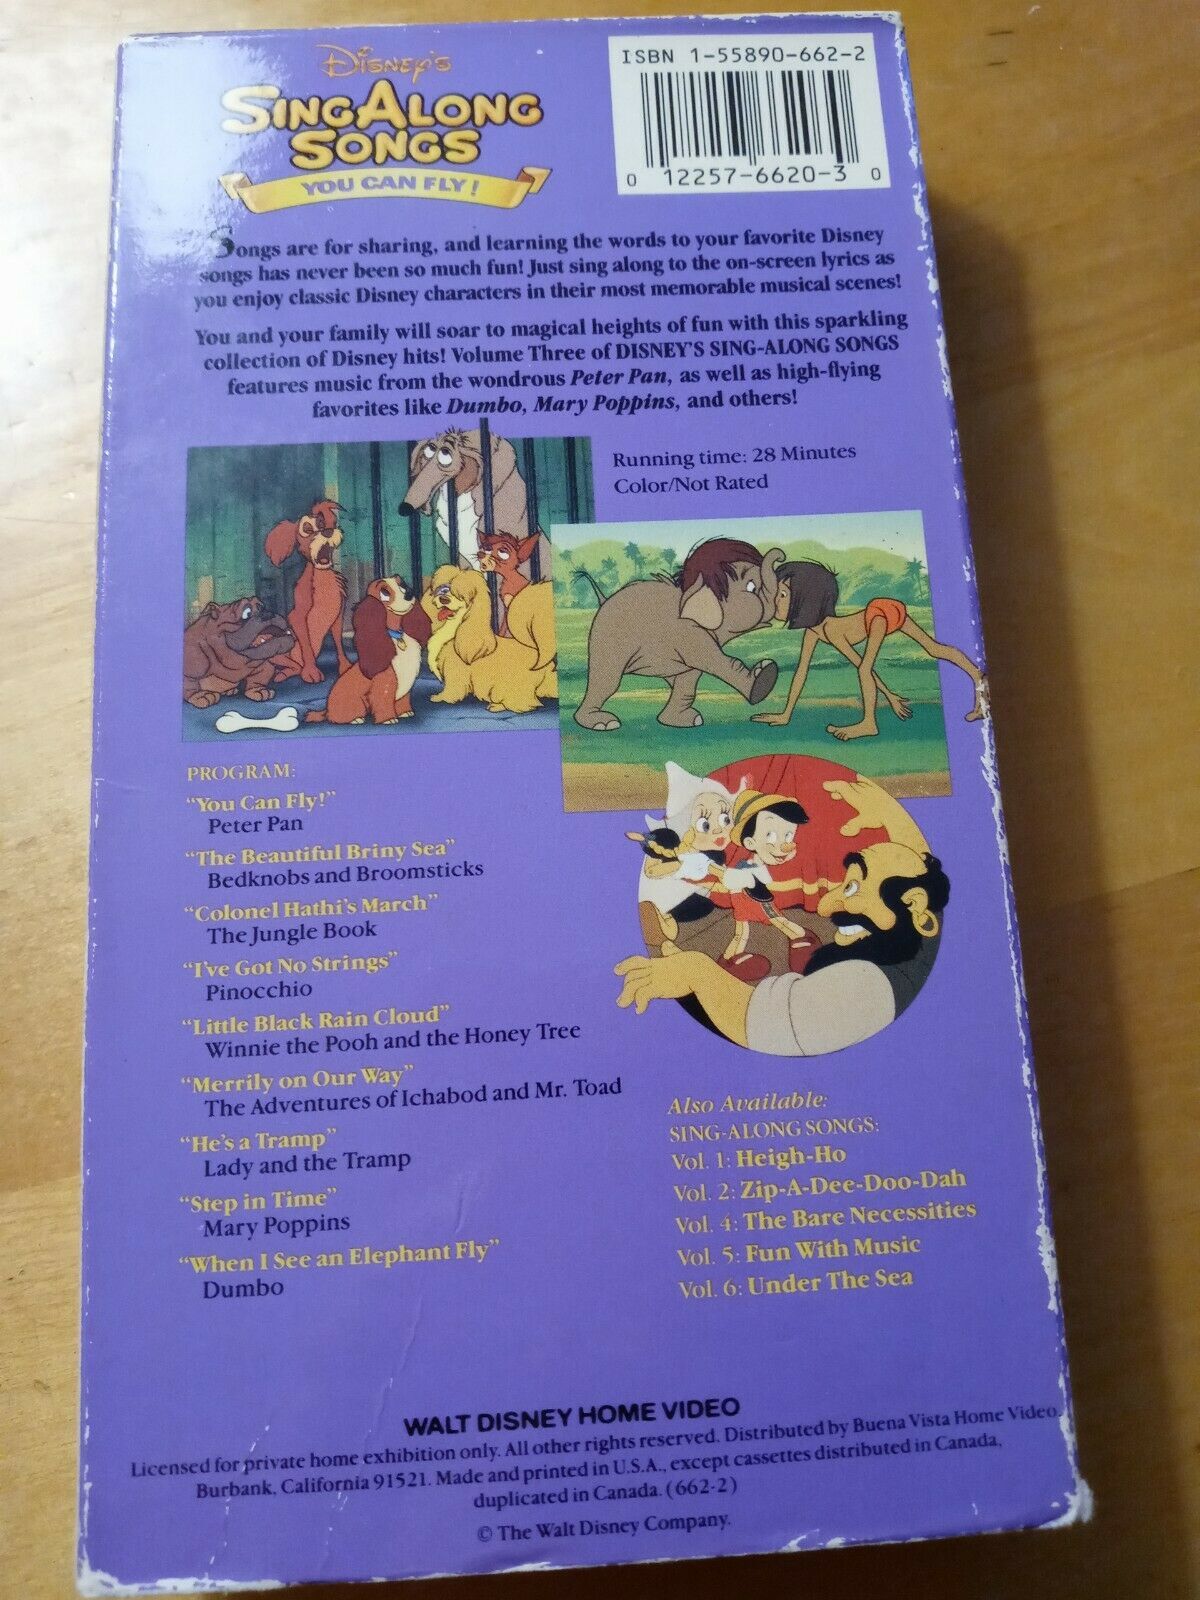 Disney's
SING ALONG
SONGS
YOU CAN FLY!
ISBN 1-55890-662-2
0 12257-6620-3 0
Songs are for sharing, and learning the words to your favorite Disney
songs has never been so much fun! Just sing along to the on-screen lyrics as
you enjoy classic Disney characters in their most memorable musical scenes!
You and your family will soar to magical heights of fun with this sparkling
collection of Disney hits! Volume Three of DISNEY'S SING-ALONG SONGS
features music from the wondrous Peter Pan, as well as high-flying
favorites like Dumbo, Mary Poppins, and others!
Running time: 28 Minutes
Color/Not Rated
PROGRAM:
"You Can Fly!"
Peter Pan
"The Beautiful Briny Sea"
Bedknobs and Broomsticks
"Colonel Hathi's March"
The Jungle Book
"I've Got No Strings"
Pinocchio
"Little Black Rain Cloud"
Winnie the Pooh and the Honey Tree
"Merrily on Our Way"
The Adventures of Ichabod and Mr. Toad
"He's a Tramp"
Lady and the Tramp
"Step in Time"
Mary Poppins
"When I See an Elephant Fly"
Dumbo
Also Available:
SING-ALONG SONGS:
Vol. 1: Heigh-Ho
Vol. 2: Zip-A-Dee-Doo-Dah
Vol. 4: The Bare Necessities
Vol. 5: Fun With Music
Vol. 6: Under The Sea
WALT DISNEY HOME VIDEO
Licensed for private home exhibition only. All other rights reserved. Distributed by Buena Vista Home Video,
Burbank, California 91521. Made and printed in U.S.A., except cassettes distributed in Canada,
duplicated in Canada. (662-2)
© The Walt Disney Company.